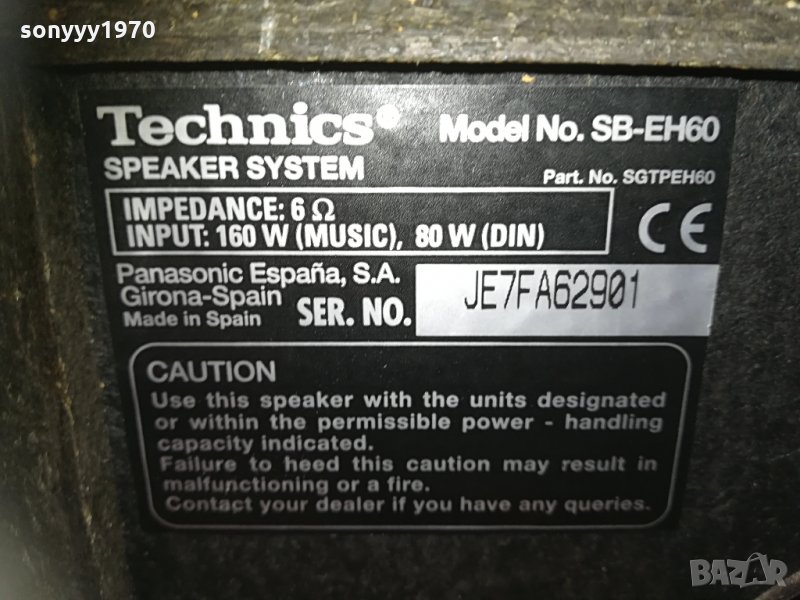 sonyyy1970
Technics® Model No. SB-EH60
SPEAKER SYSTEM Part. No. SGTPEH60
IMPEDANCE: 6 Ω
INPUT: 160 W (MUSIC), 80 W (DIN)
CE
Panasonic España, S.A.
Girona-Spain
Made in Spain SER. NO. JE7FA62901
CAUTION
Use this speaker with the units designated
or within the permissible power - handling
capacity indicated.
Failure to heed this caution may result in
malfunctioning or a fire.
Contact your dealer if you have any queries.
BAZAR